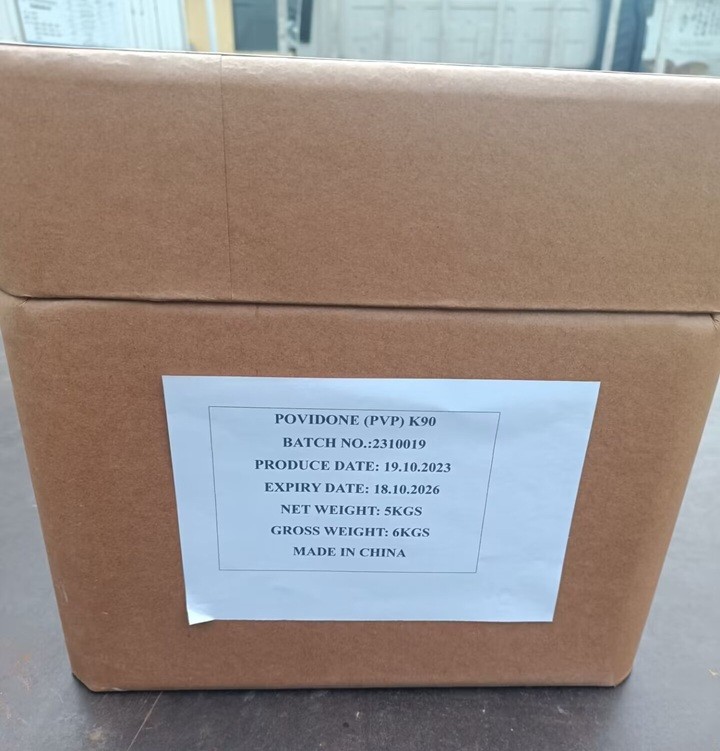 POVIDONE (PVP) K90
BATCH NO.:2310019
PRODUCE DATE: 19.10.2023
EXPIRY DATE: 18.10.2026
NET WEIGHT: 5KGS
GROSS WEIGHT: 6KGS
MADE IN CHINA